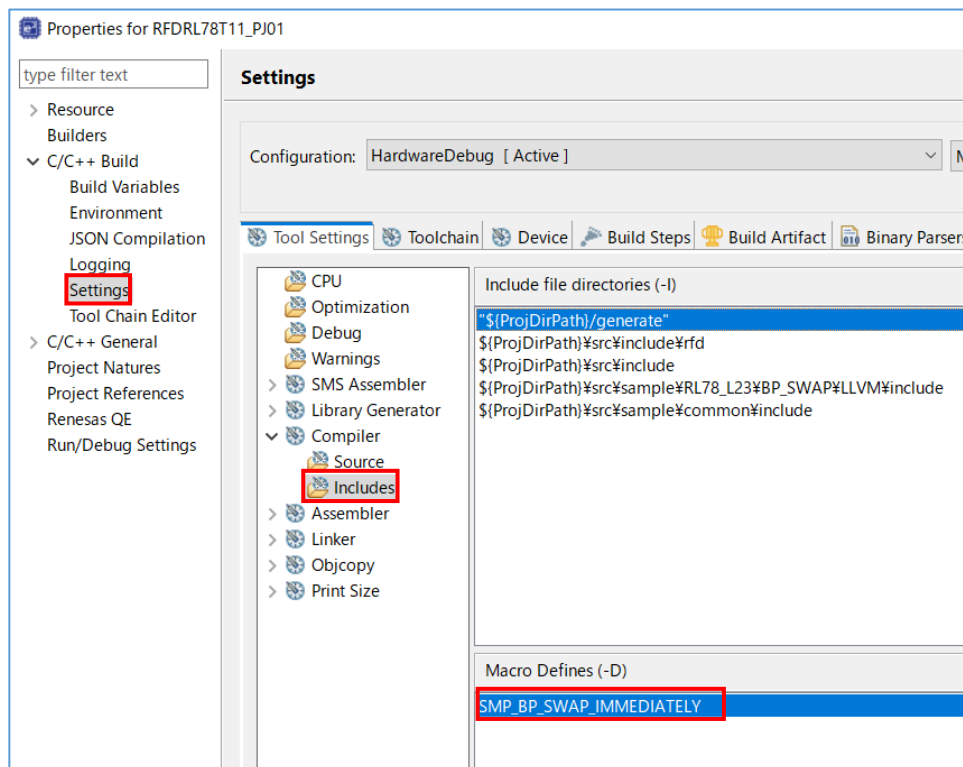 Properties for RFDRL78T11_PJ01
type filter text
Resource
Builders
C/C++ Build
Build Variables
Environment
JSON Compilation
Logging
Settings
Tool Chain Editor
C/C++ General
Project Natures
Project References
Renesas QE
Run/Debug Settings
Settings
Configuration: HardwareDebug [ Active ]
Tool Settings Toolchain Device Build Steps Build Artifact Binary Parsers
CPU
Optimization
Debug
Warnings
SMS Assembler
Library Generator
Compiler
Source
Includes
Assembler
Linker
Objcopy
Print Size
Include file directories (-I)
"${ProjDirPath}/generate"
${ProjDirPath}¥src¥include¥rfd
${ProjDirPath}¥src¥include
${ProjDirPath}¥src¥sample¥RL78_L23¥BP_SWAP¥LLVM¥include
${ProjDirPath}¥src¥sample¥common¥include
Macro Defines (-D)
SMP_BP_SWAP_IMMEDIATELY